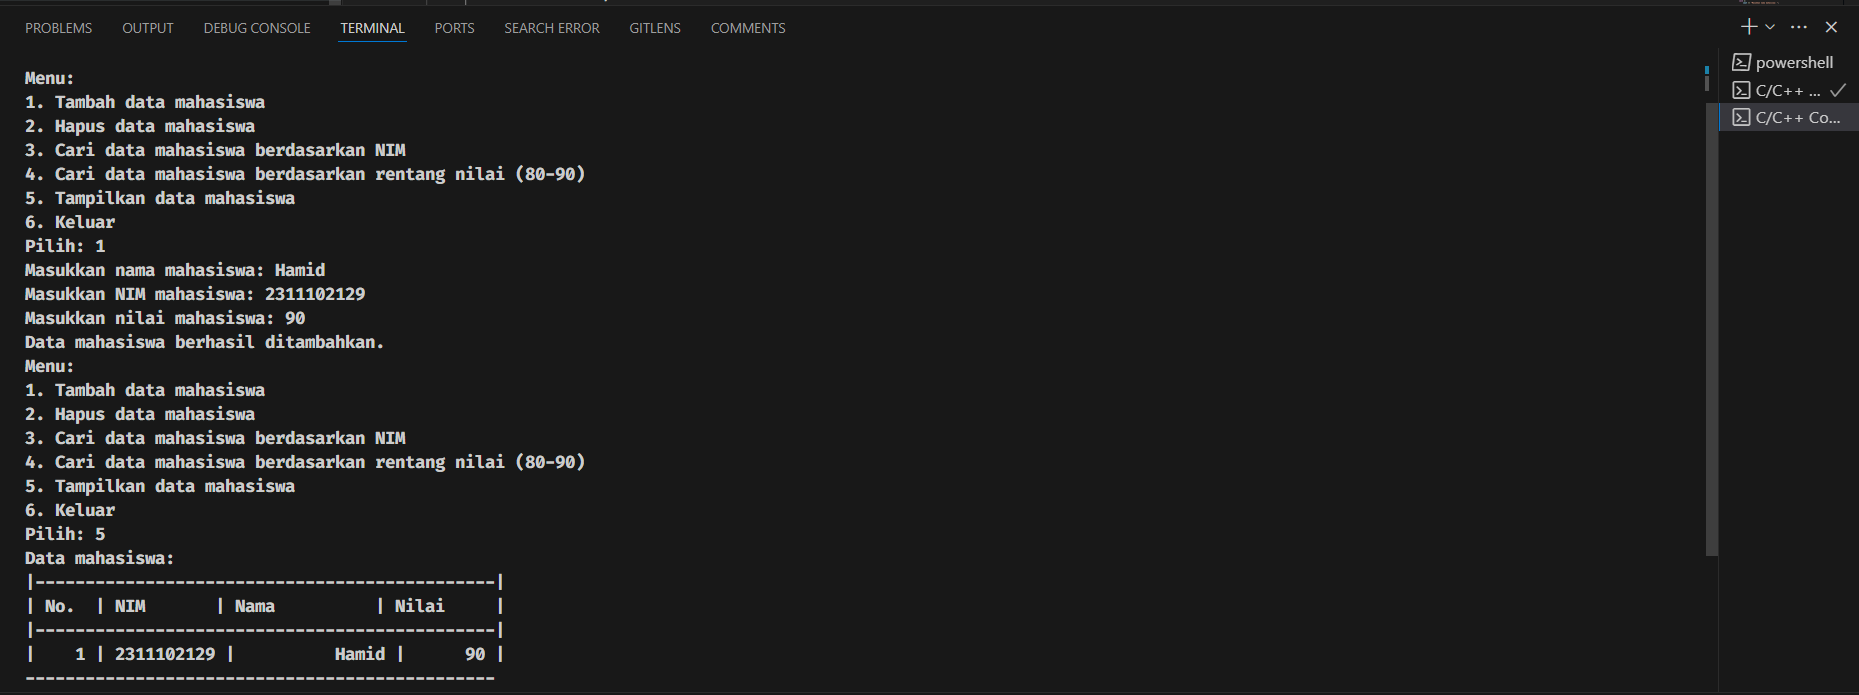 PROBLEMS OUTPUT DEBUG CONSOLE TERMINAL PORTS SEARCH ERROR GITLENS COMMENTS
powershell
C/C++ ...
C/C++ Co...
Menu:
1. Tambah data mahasiswa
2. Hapus data mahasiswa
3. Cari data mahasiswa berdasarkan NIM
4. Cari data mahasiswa berdasarkan rentang nilai (80-90)
5. Tampilkan data mahasiswa
6. Keluar
Pilih: 1
Masukkan nama mahasiswa: Hamid
Masukkan NIM mahasiswa: 2311102129
Masukkan nilai mahasiswa: 90
Data mahasiswa berhasil ditambahkan.
Menu:
1. Tambah data mahasiswa
2. Hapus data mahasiswa
3. Cari data mahasiswa berdasarkan NIM
4. Cari data mahasiswa berdasarkan rentang nilai (80-90)
5. Tampilkan data mahasiswa
6. Keluar
Pilih: 5
Data mahasiswa:
|----------------------------------------------|
| No.  | NIM       | Nama          | Nilai     |
|----------------------------------------------|
|    1 | 2311102129 |          Hamid |      90 |
-----------------------------------------------